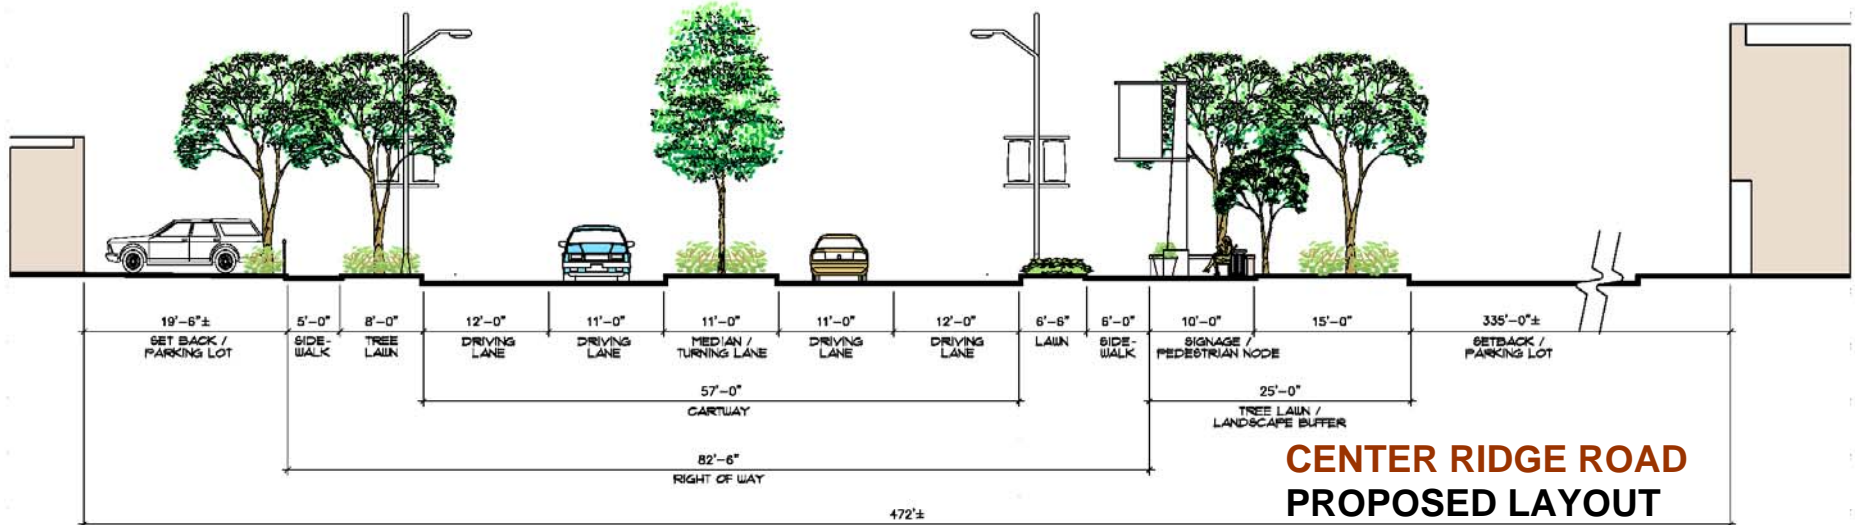 19'-6"±
SET BACK /
PARKING LOT
5'-0"
SIDE-
WALK
8'-0"
TREE
LAWN
12'-0"
DRIVING
LANE
11'-0"
DRIVING
LANE
11'-0"
MEDIAN /
TURNING LANE
11'-0"
DRIVING
LANE
12'-0"
DRIVING
LANE
6'-6"
LAWN
6'-0"
SIDE-
WALK
10'-0"
SIGNAGE /
PEDESTRIAN NODE
15'-0"
335'-0"±
SETBACK /
PARKING LOT
57'-0"
CARTWAY
25'-0"
TREE LAWN /
LANDSCAPE BUFFER
82'-6"
RIGHT OF WAY
472'±
CENTER RIDGE ROAD
PROPOSED LAYOUT